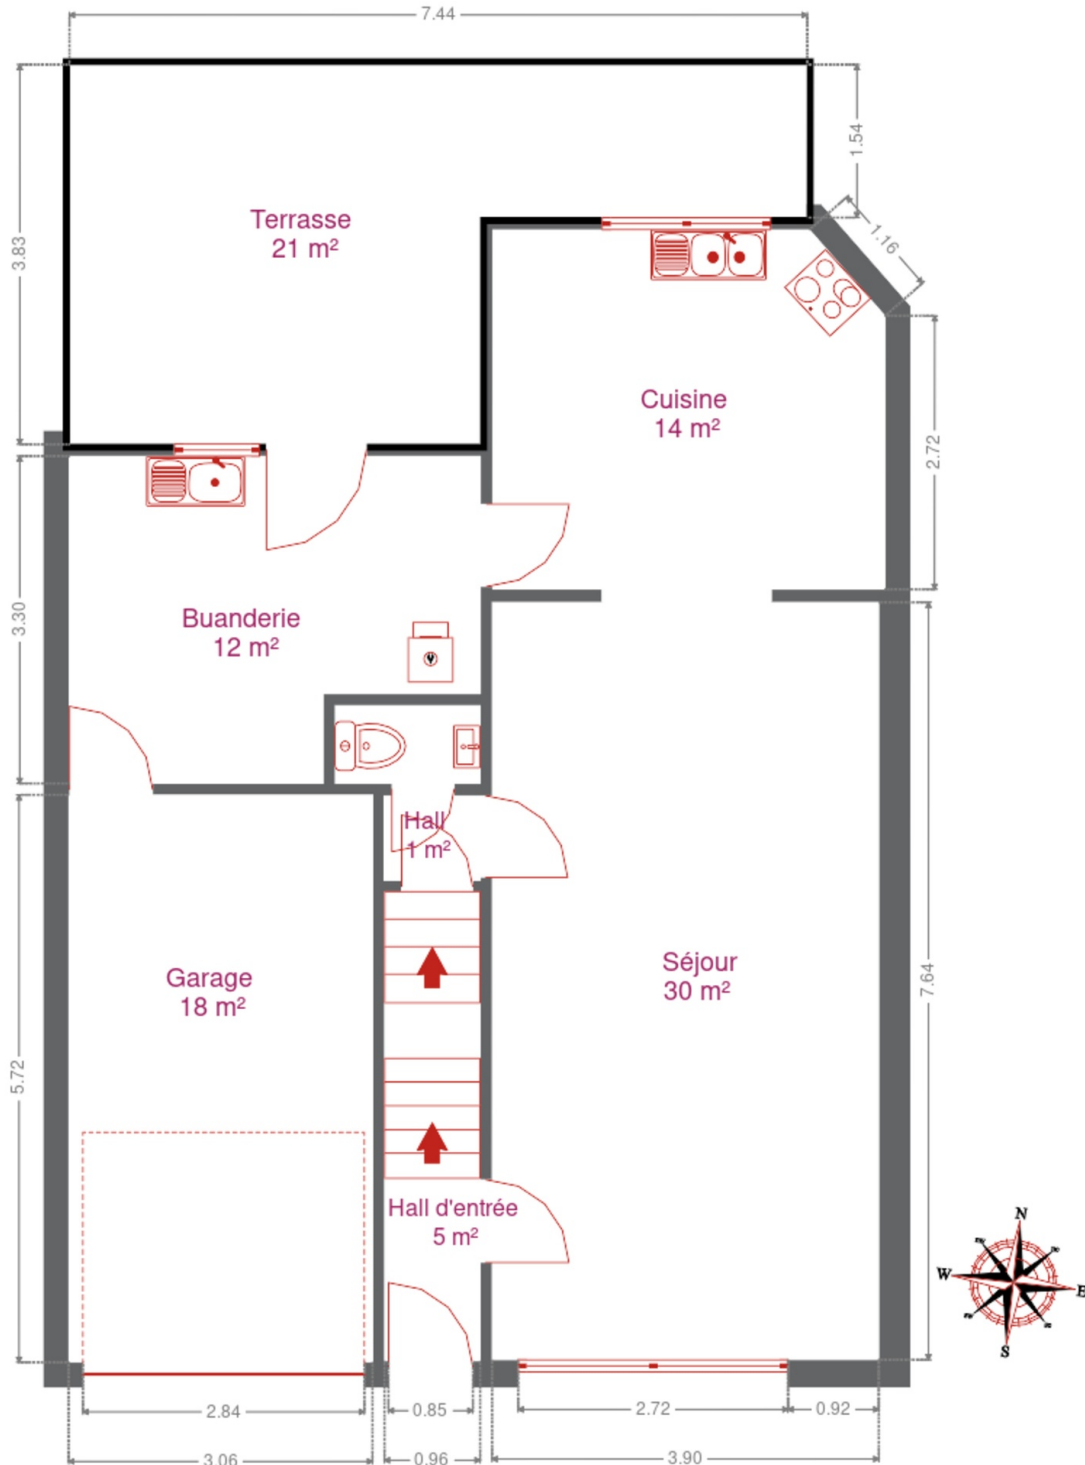 7.44
1.54
1.16
3.83
Terrasse
21 m²
Cuisine
14 m²
2.72
3.30
Buanderie
12 m²
Hall
1 m²
Garage
18 m²
Séjour
30 m²
7.64
5.72
Hall d'entrée
5 m²
N
W
E
S
2.84
0.85
2.72
0.92
3.06
0.96
3.90